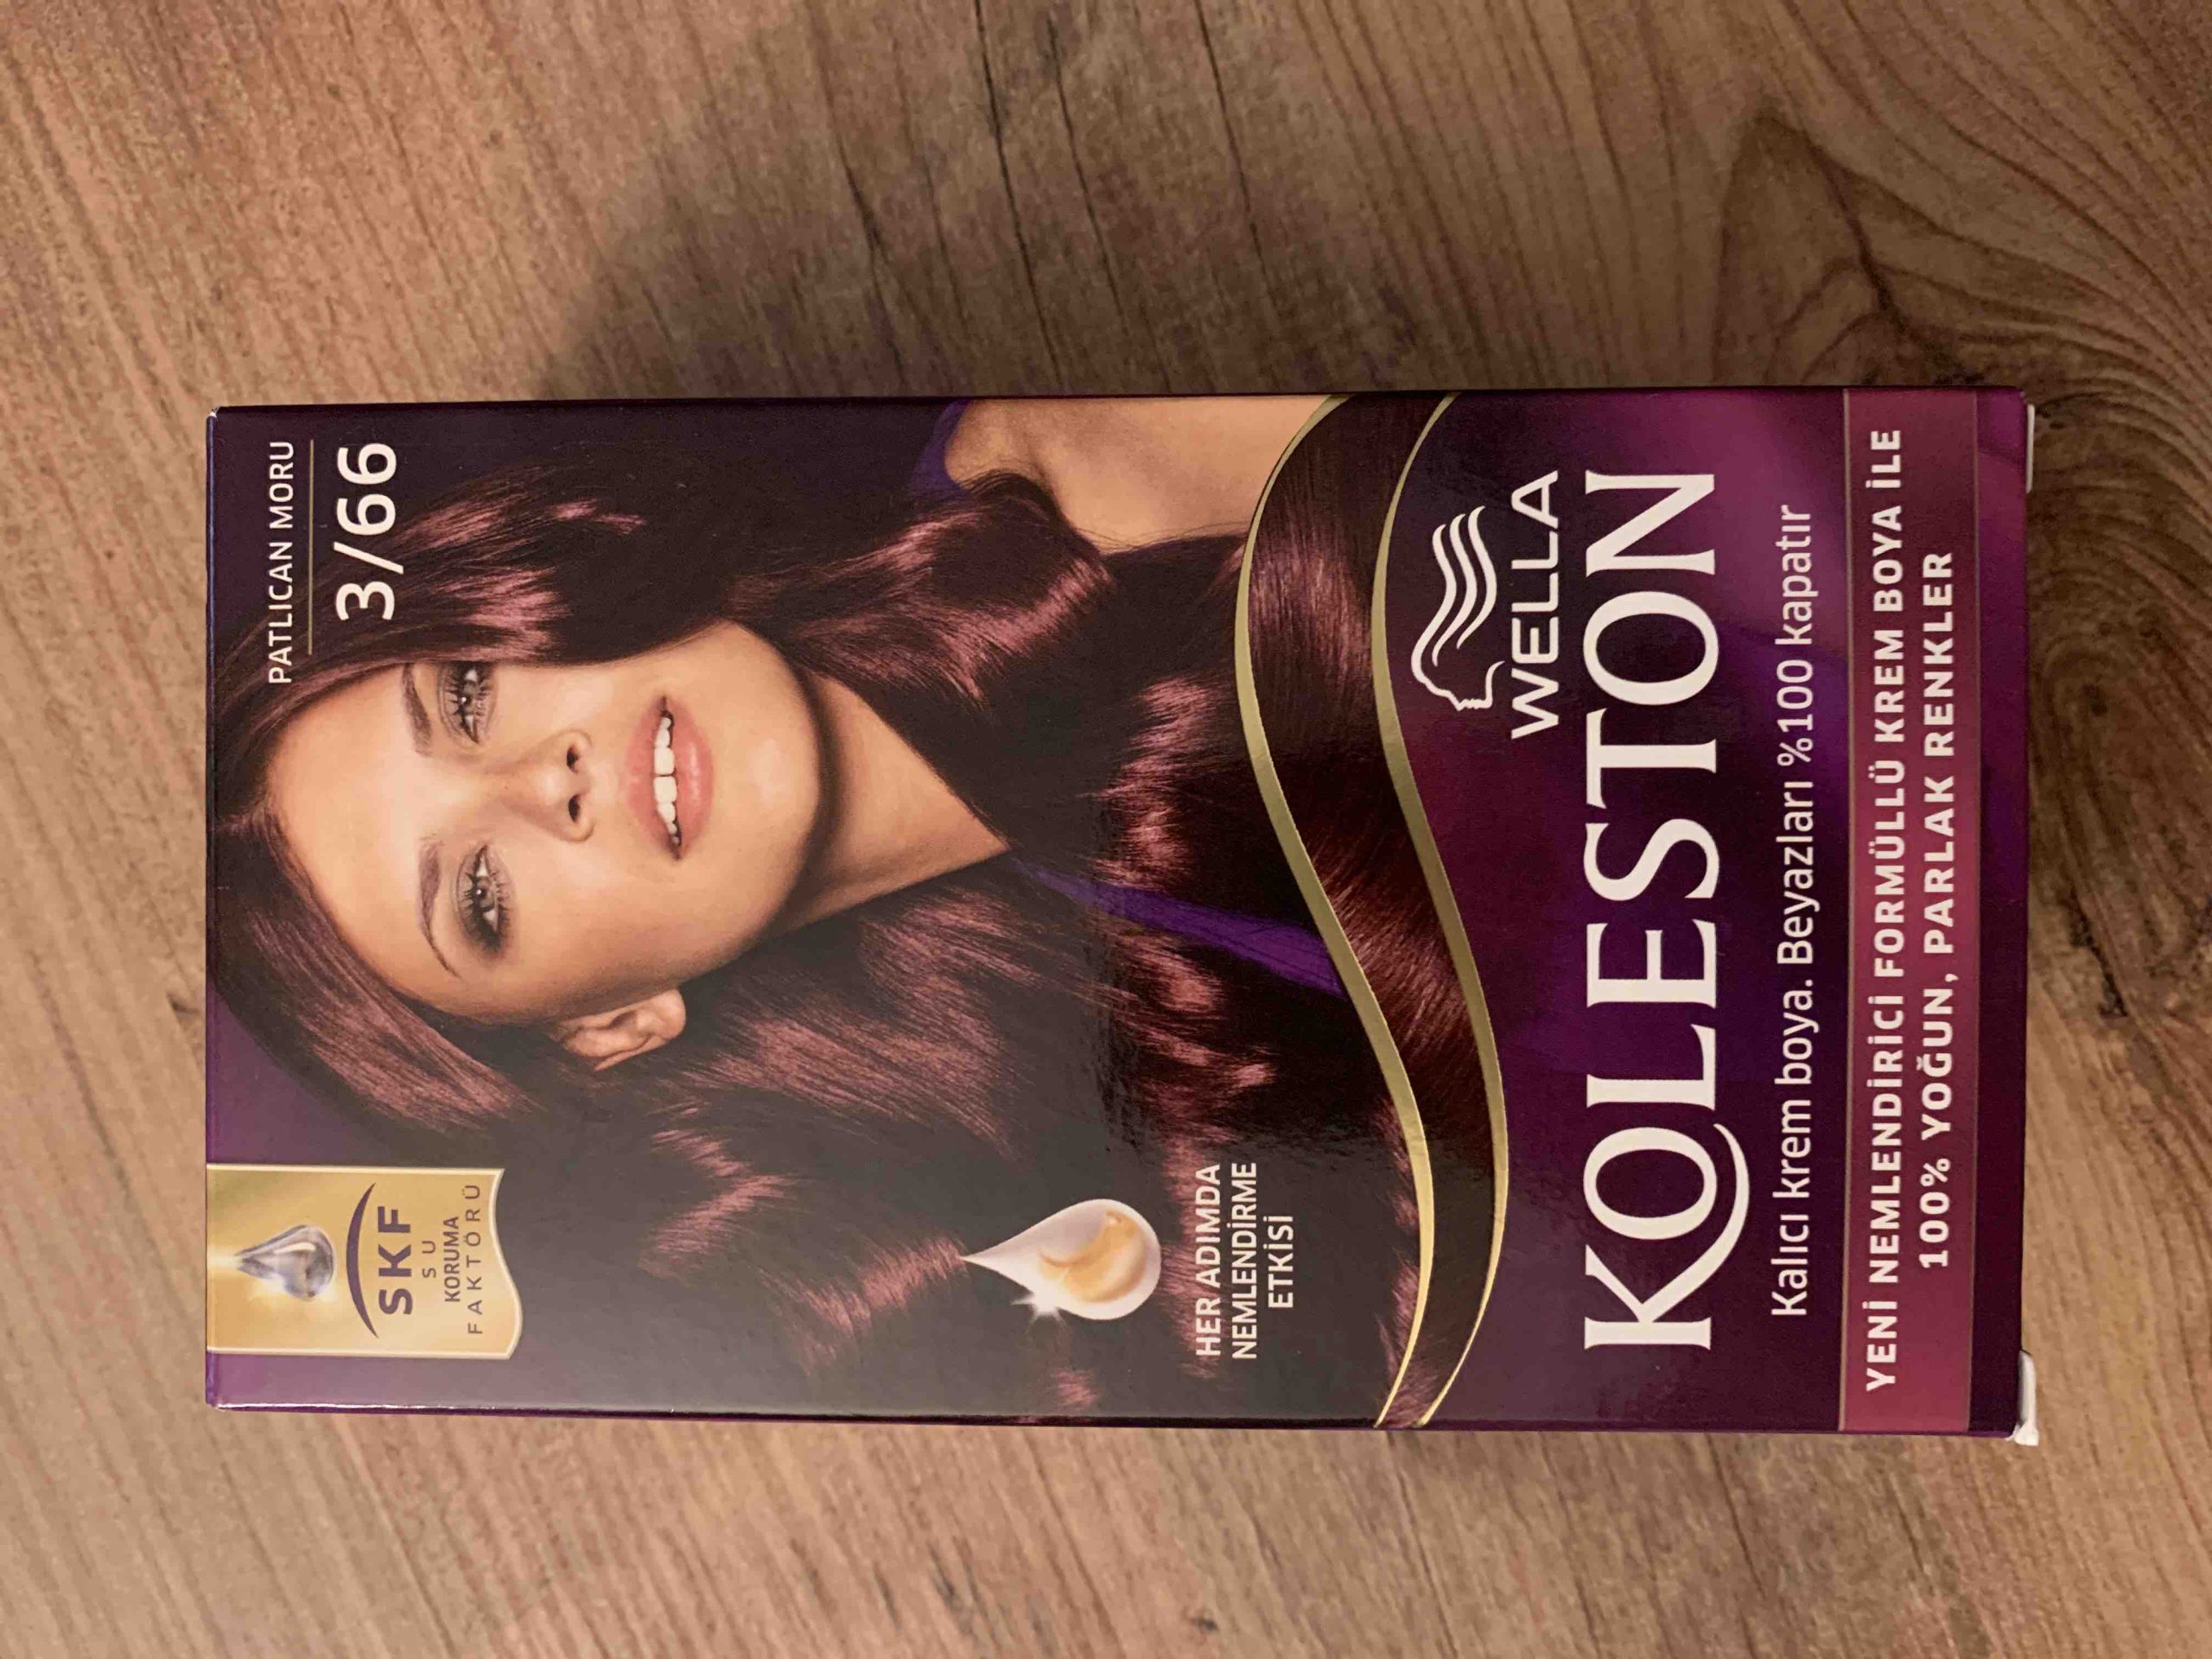 SKF
SU
KORUMA
FAKTÖRÜ
PATLICAN MORU
3/66
HER ADIMDA
NEMLENDİRME
ETKİSİ
WELLA
KOLESTON
Kalıcı krem boya. Beyazları %100 kapatır
YENİ NEMLENDİRİCİ FORMÜLLÜ KREM BOYA İLE
100% YOĞUN, PARLAK RENKLER